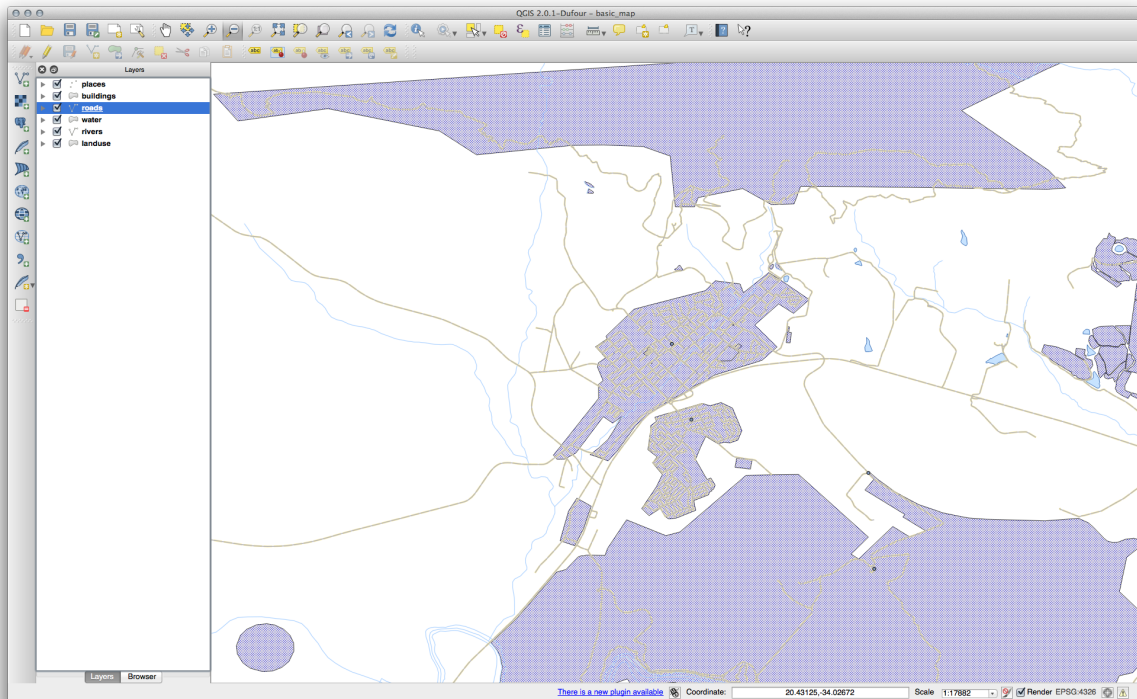 QGIS 2.0.1-Dufour - basic_map
Layers
places
buildings
roads
water
rivers
landuse
Layers Browser
There is a new plugin available Coordinate: 20.43125,-34.02672 Scale 1:17882 Render EPSG:4326